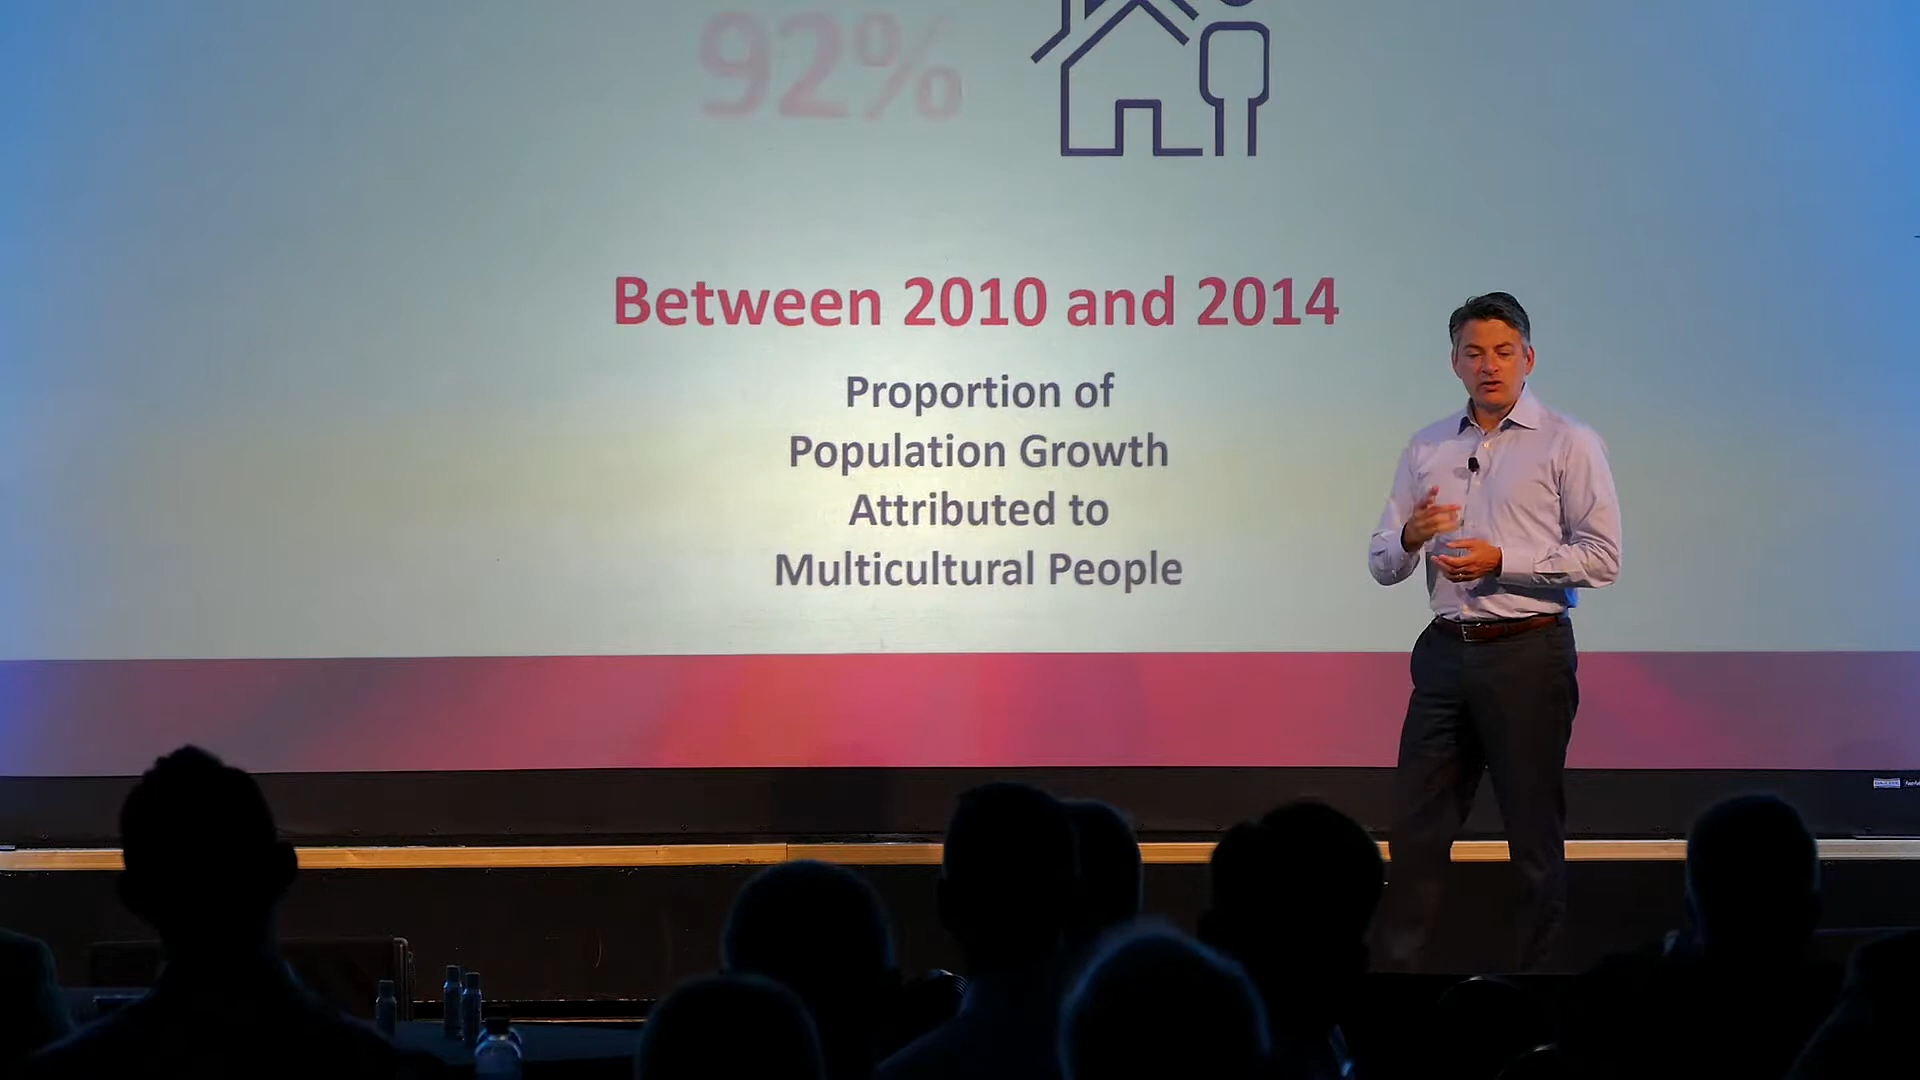 92%
Between 2010 and 2014
Proportion of
Population Growth
Attributed to
Multicultural People